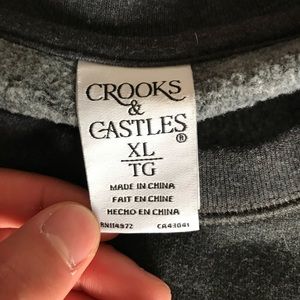 CROOKS
&
CASTLES®
XL
TG
MADE IN CHINA
FAIT EN CHINE
HECHO EN CHINA
RN114972 CA43041